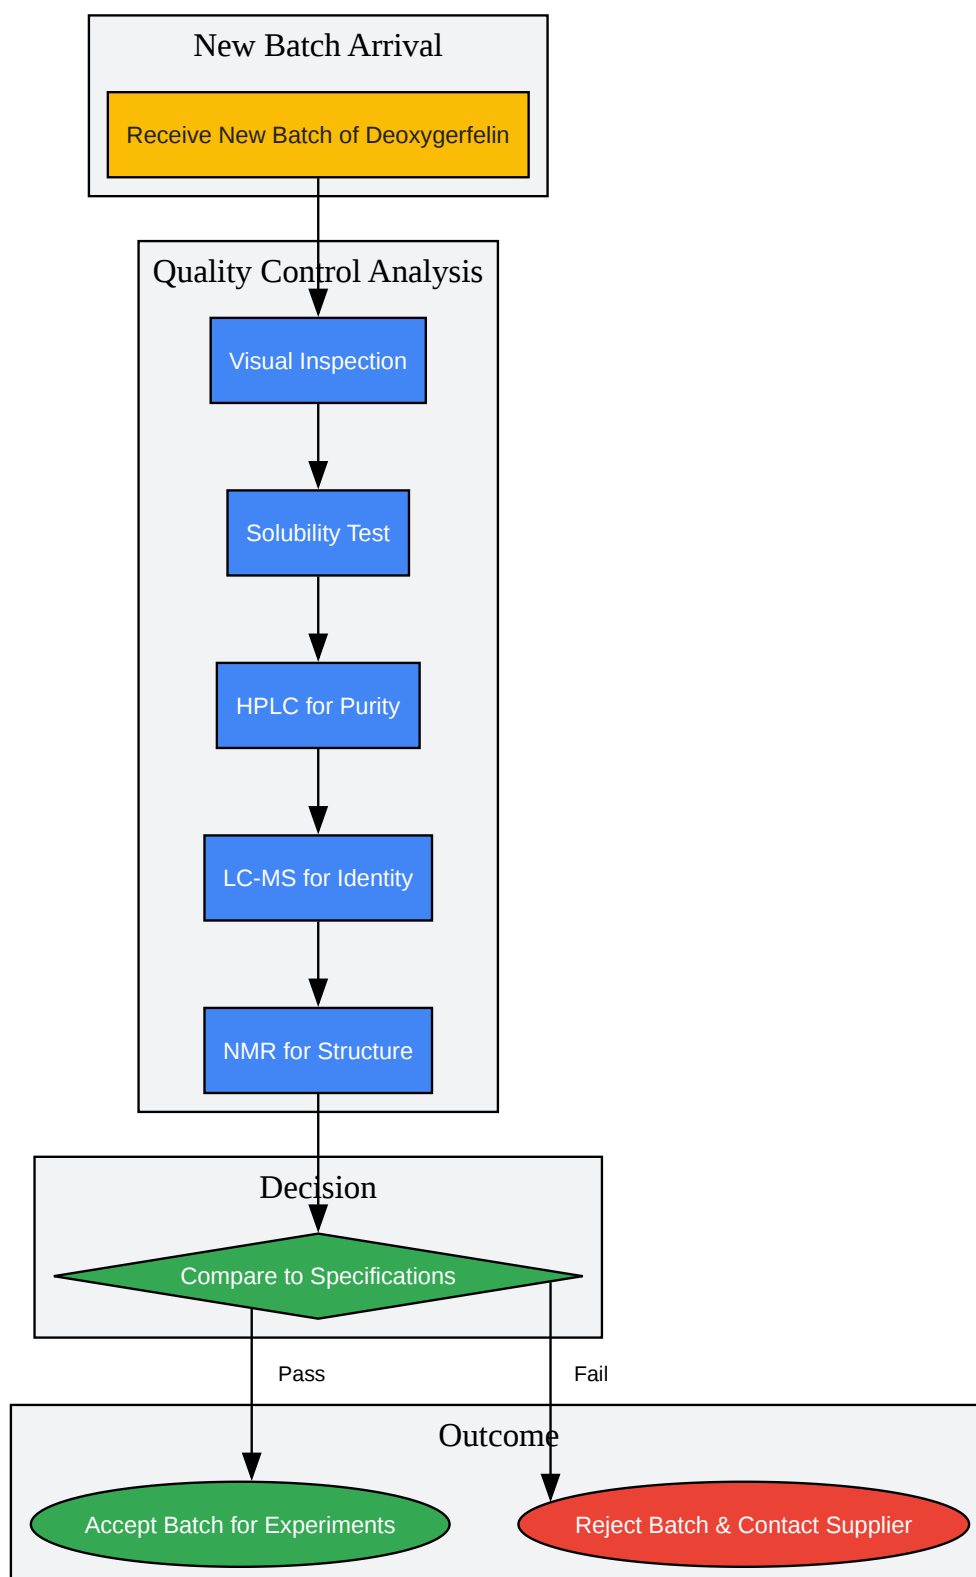 New Batch Arrival
Receive New Batch of Deoxygerfelin
Quality Control Analysis
Visual Inspection
Solubility Test
HPLC for Purity
LC-MS for Identity
NMR for Structure
Decision
Compare to Specifications
Pass
Fail
Outcome
Accept Batch for Experiments
Reject Batch & Contact Supplier